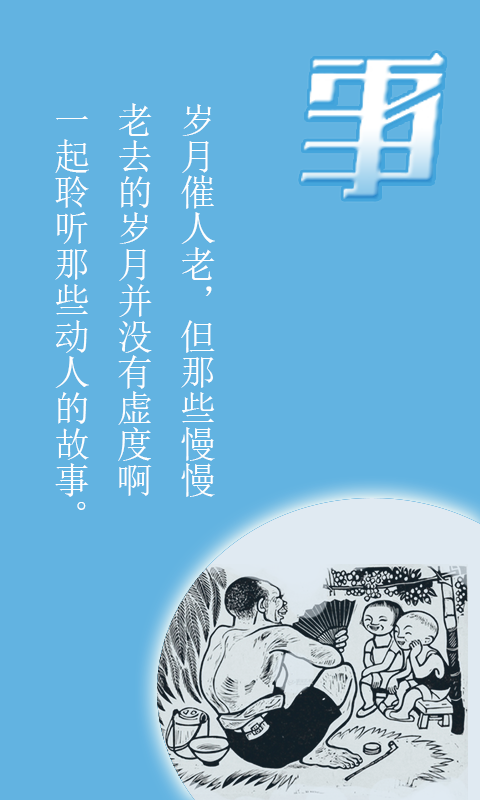 事
岁月催人老，但那些慢慢
老去的岁月并没有虚度啊
一起聆听那些动人的故事。